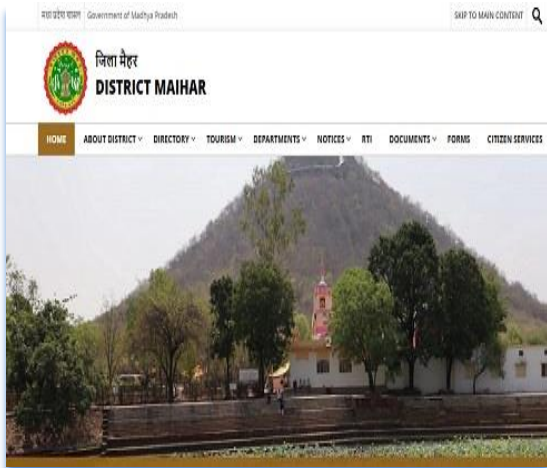 मध्य प्रदेश शासन Government of Madhya Pradesh SKIP TO MAIN CONTENT
जिला मैहर
DISTRICT MAIHAR
HOME ABOUT DISTRICT DIRECTORY TOURISM DEPARTMENTS NOTICES RTI DOCUMENTS FORMS CITIZEN SERVICES